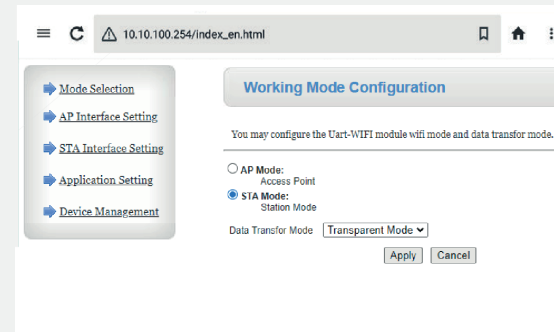 10.10.100.254/index_en.html
Mode Selection
AP Interface Setting
STA Interface Setting
Application Setting
Device Management
Working Mode Configuration
You may configure the Uart-WIFI module wifi mode and data transfor mode.
AP Mode:
Access Point
STA Mode:
Station Mode
Data Transfor Mode Transparent Mode
Apply Cancel